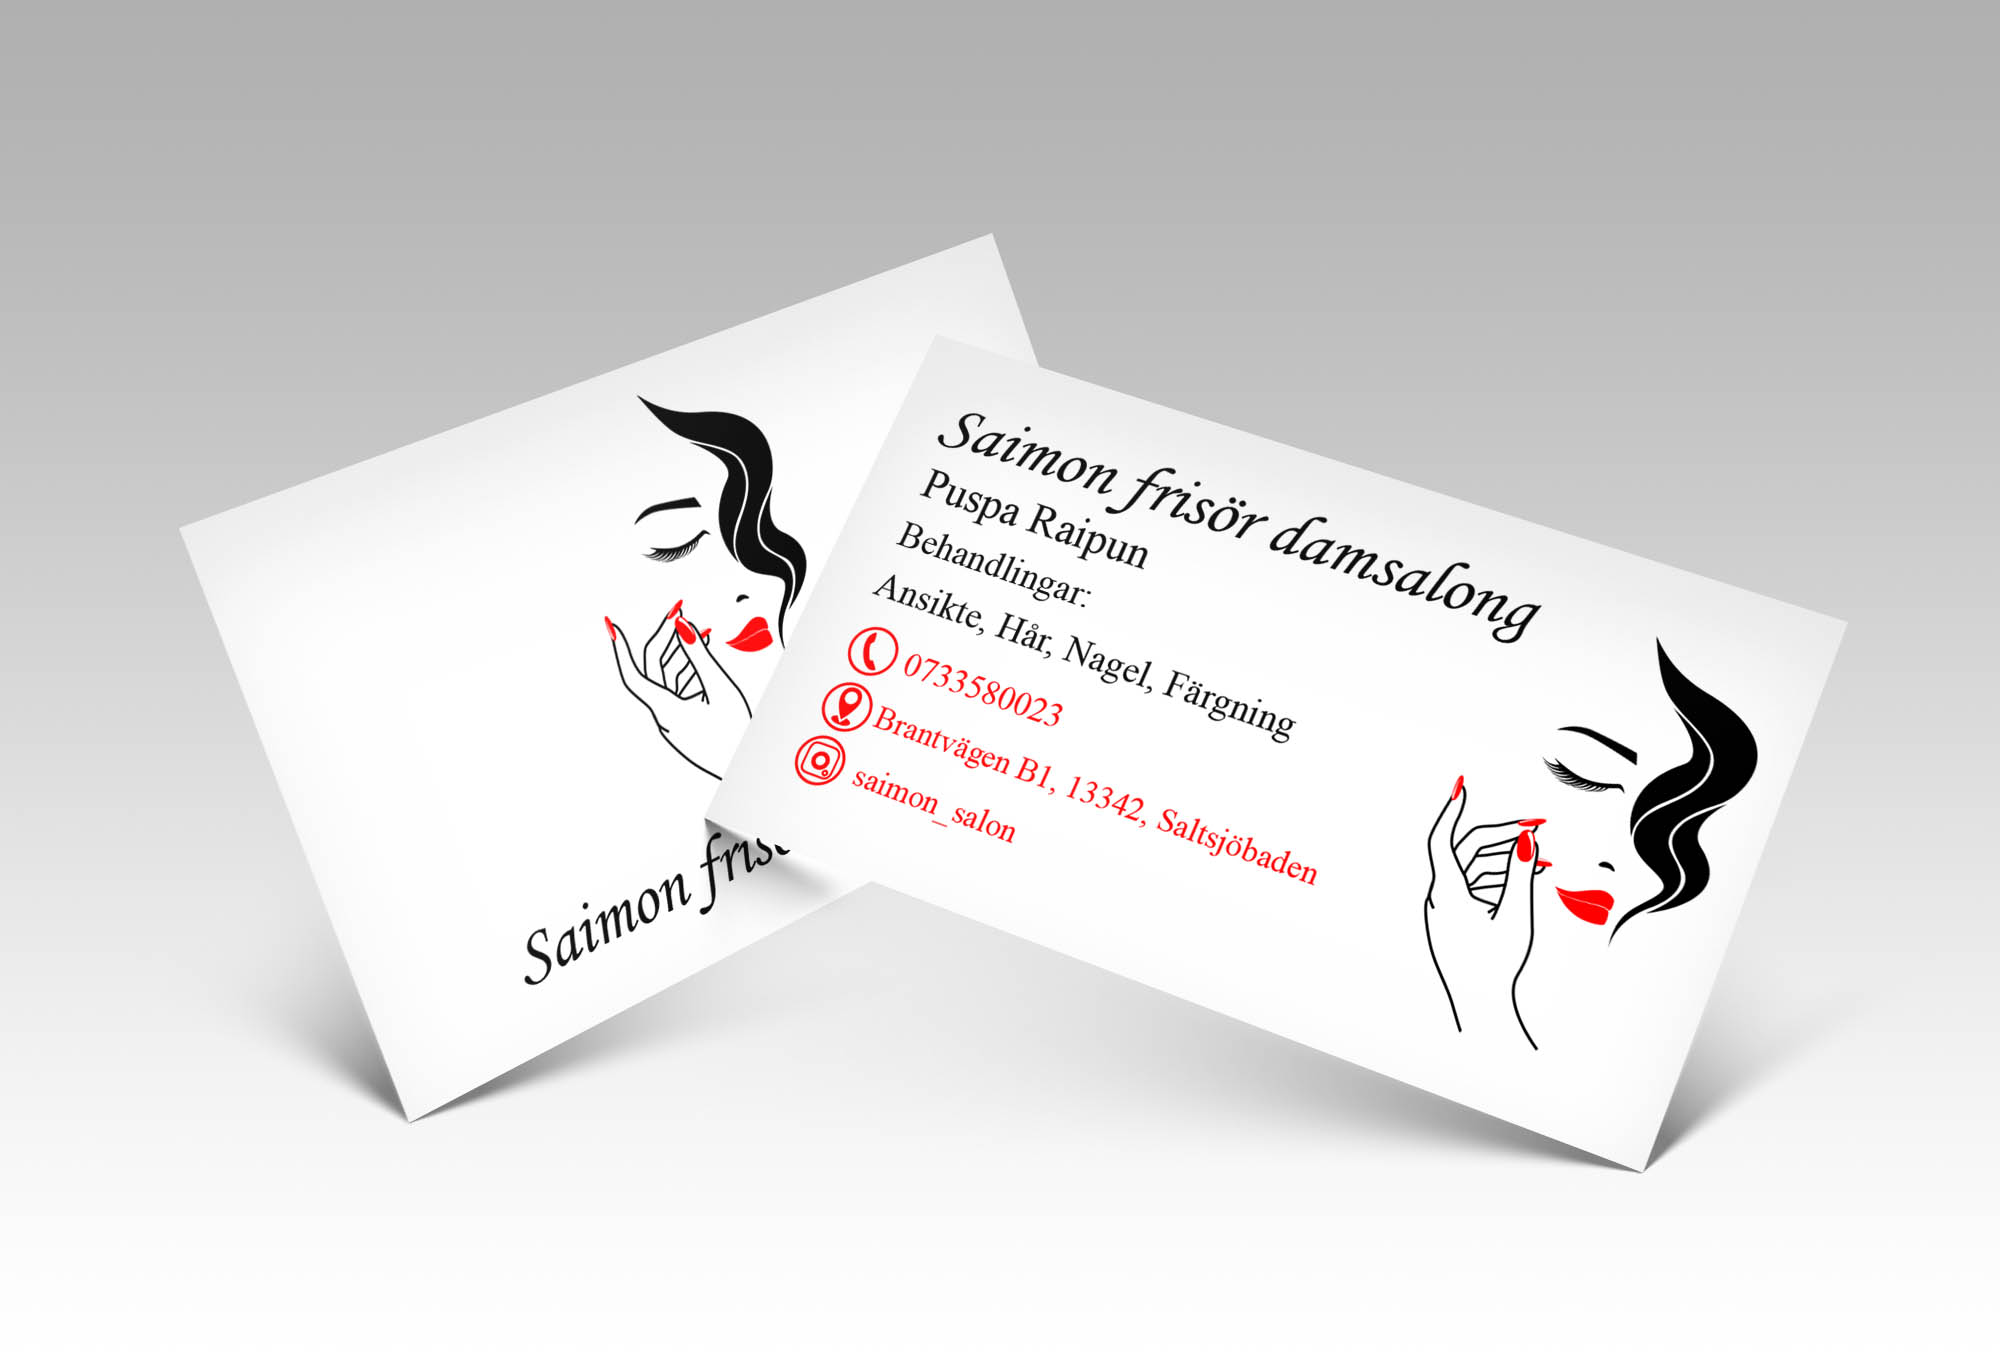 Saimon frisör damsalong
Puspa Raipun
Behandlingar:
Ansikte, Hår, Nagel, Färgning
0733580023
Brantvägen B1, 13342, Saltsjöbaden
saimon_salon
Saimon